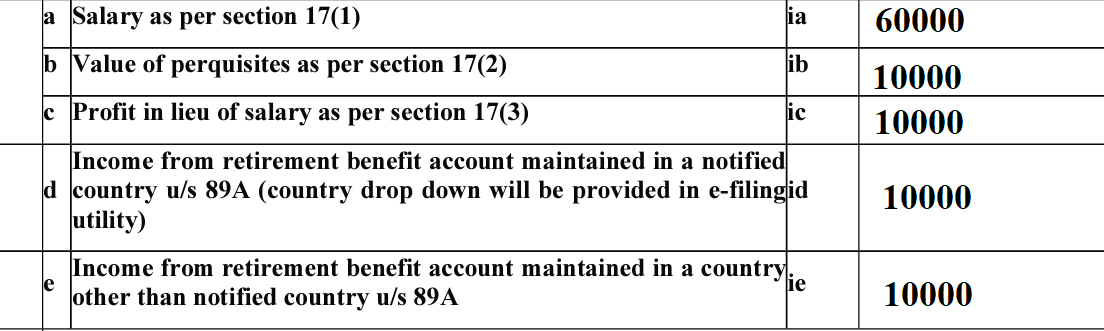 a Salary as per section 17(1) ia 60000
b Value of perquisites as per section 17(2) ib 10000
c Profit in lieu of salary as per section 17(3) ic 10000
Income from retirement benefit account maintained in a notified
d country u/s 89A (country drop down will be provided in e-filing id 10000
utility)
Income from retirement benefit account maintained in a country
e other than notified country u/s 89A ie 10000